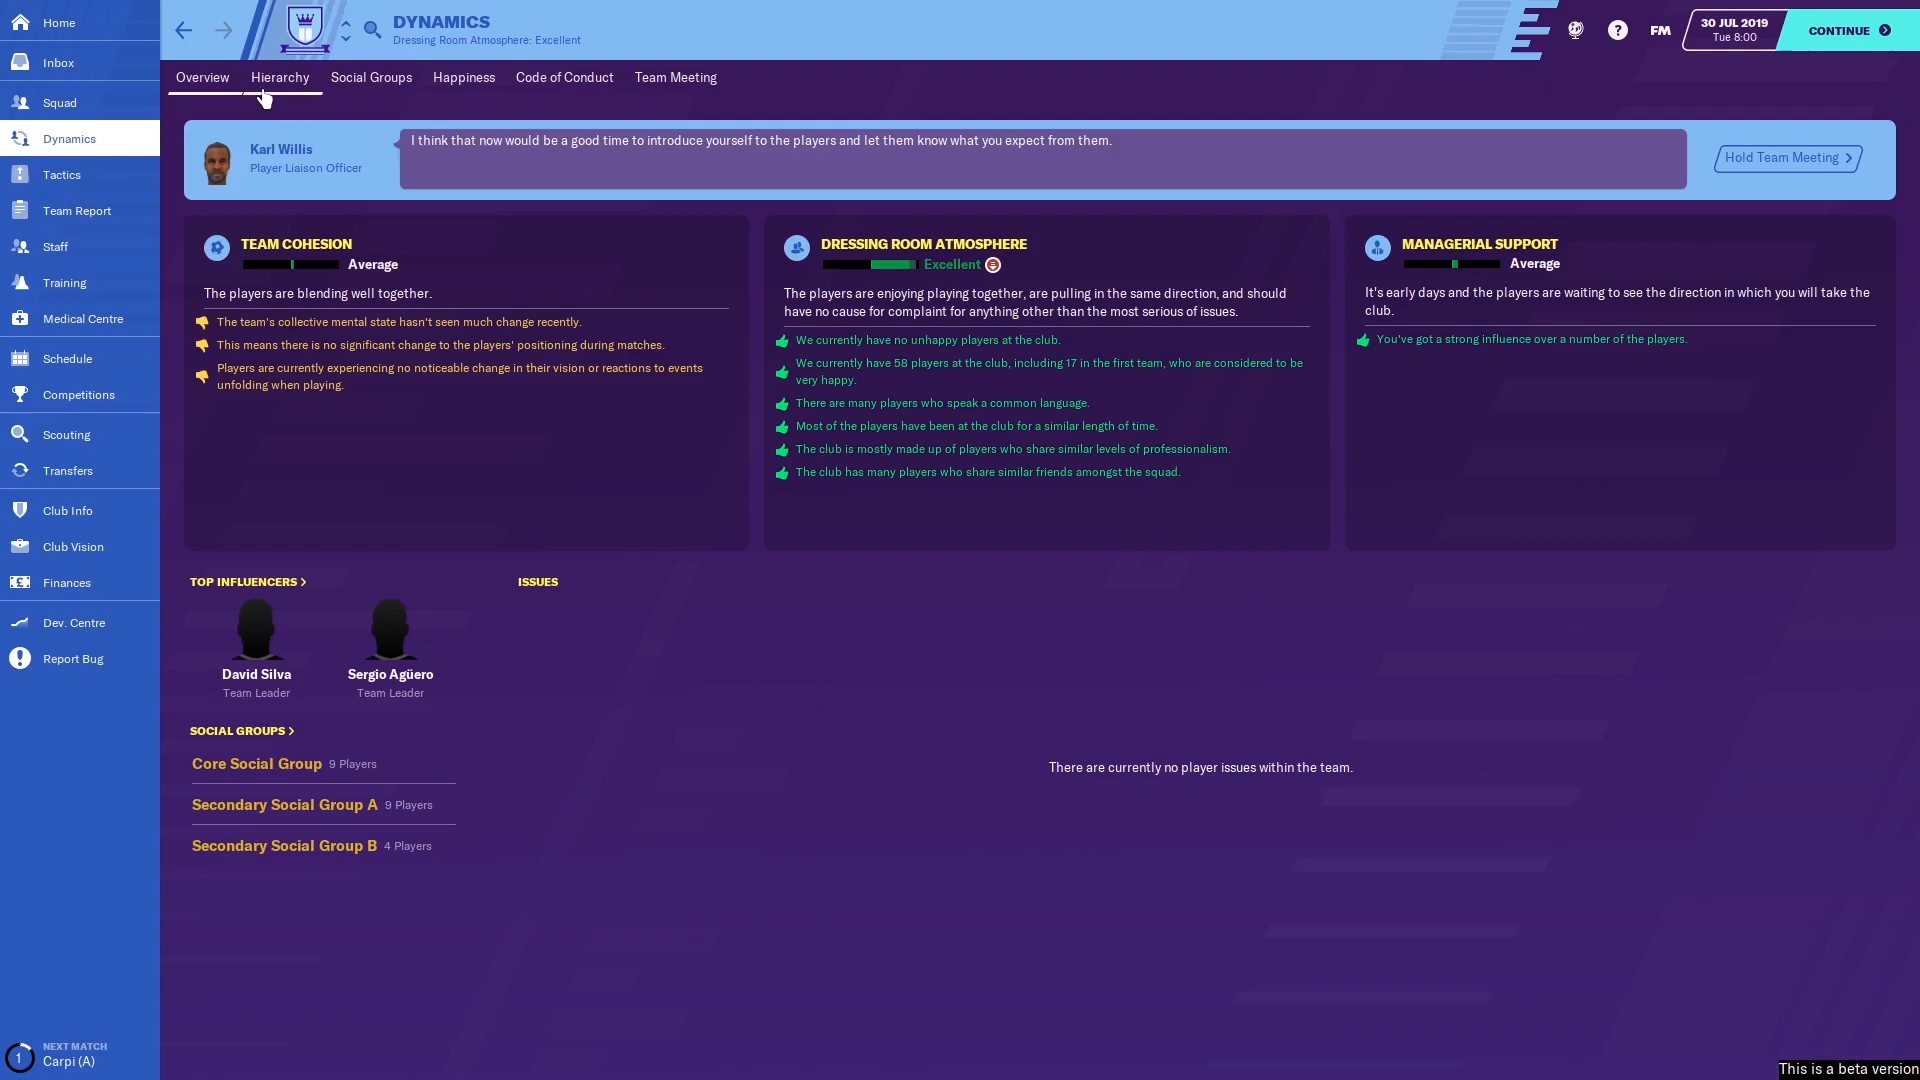 Home
Inbox
Squad
Dynamics
Tactics
Team Report
Staff
Training
Medical Centre
Schedule
Competitions
Scouting
Transfers
Club Info
Club Vision
Finances
Dev. Centre
Report Bug
1
NEXT MATCH
Carpi (A)
DYNAMICS
Dressing Room Atmosphere: Excellent
?
FM
30 JUL 2019
Tue 8:00
CONTINUE
Overview
Hierarchy
Social Groups
Happiness
Code of Conduct
Team Meeting
Karl Willis
Player Liaison Officer
I think that now would be a good time to introduce yourself to the players and let them know what you expect from them.
Hold Team Meeting
TEAM COHESION
Average
The players are blending well together.
The team's collective mental state hasn't seen much change recently.
This means there is no significant change to the players' positioning during matches.
Players are currently experiencing no noticeable change in their vision or reactions to events
unfolding when playing.
DRESSING ROOM ATMOSPHERE
Excellent
The players are enjoying playing together, are pulling in the same direction, and should
have no cause for complaint for anything other than the most serious of issues.
We currently have no unhappy players at the club.
We currently have 58 players at the club, including 17 in the first team, who are considered to be
very happy.
There are many players who speak a common language.
Most of the players have been at the club for a similar length of time.
The club is mostly made up of players who share similar levels of professionalism.
The club has many players who share similar friends amongst the squad.
MANAGERIAL SUPPORT
Average
It's early days and the players are waiting to see the direction in which you will take the
club.
You've got a strong influence over a number of the players.
TOP INFLUENCERS
David Silva
Team Leader
Sergio Agüero
Team Leader
SOCIAL GROUPS
Core Social Group 9 Players
Secondary Social Group A 9 Players
Secondary Social Group B 4 Players
ISSUES
There are currently no player issues within the team.
This is a beta version